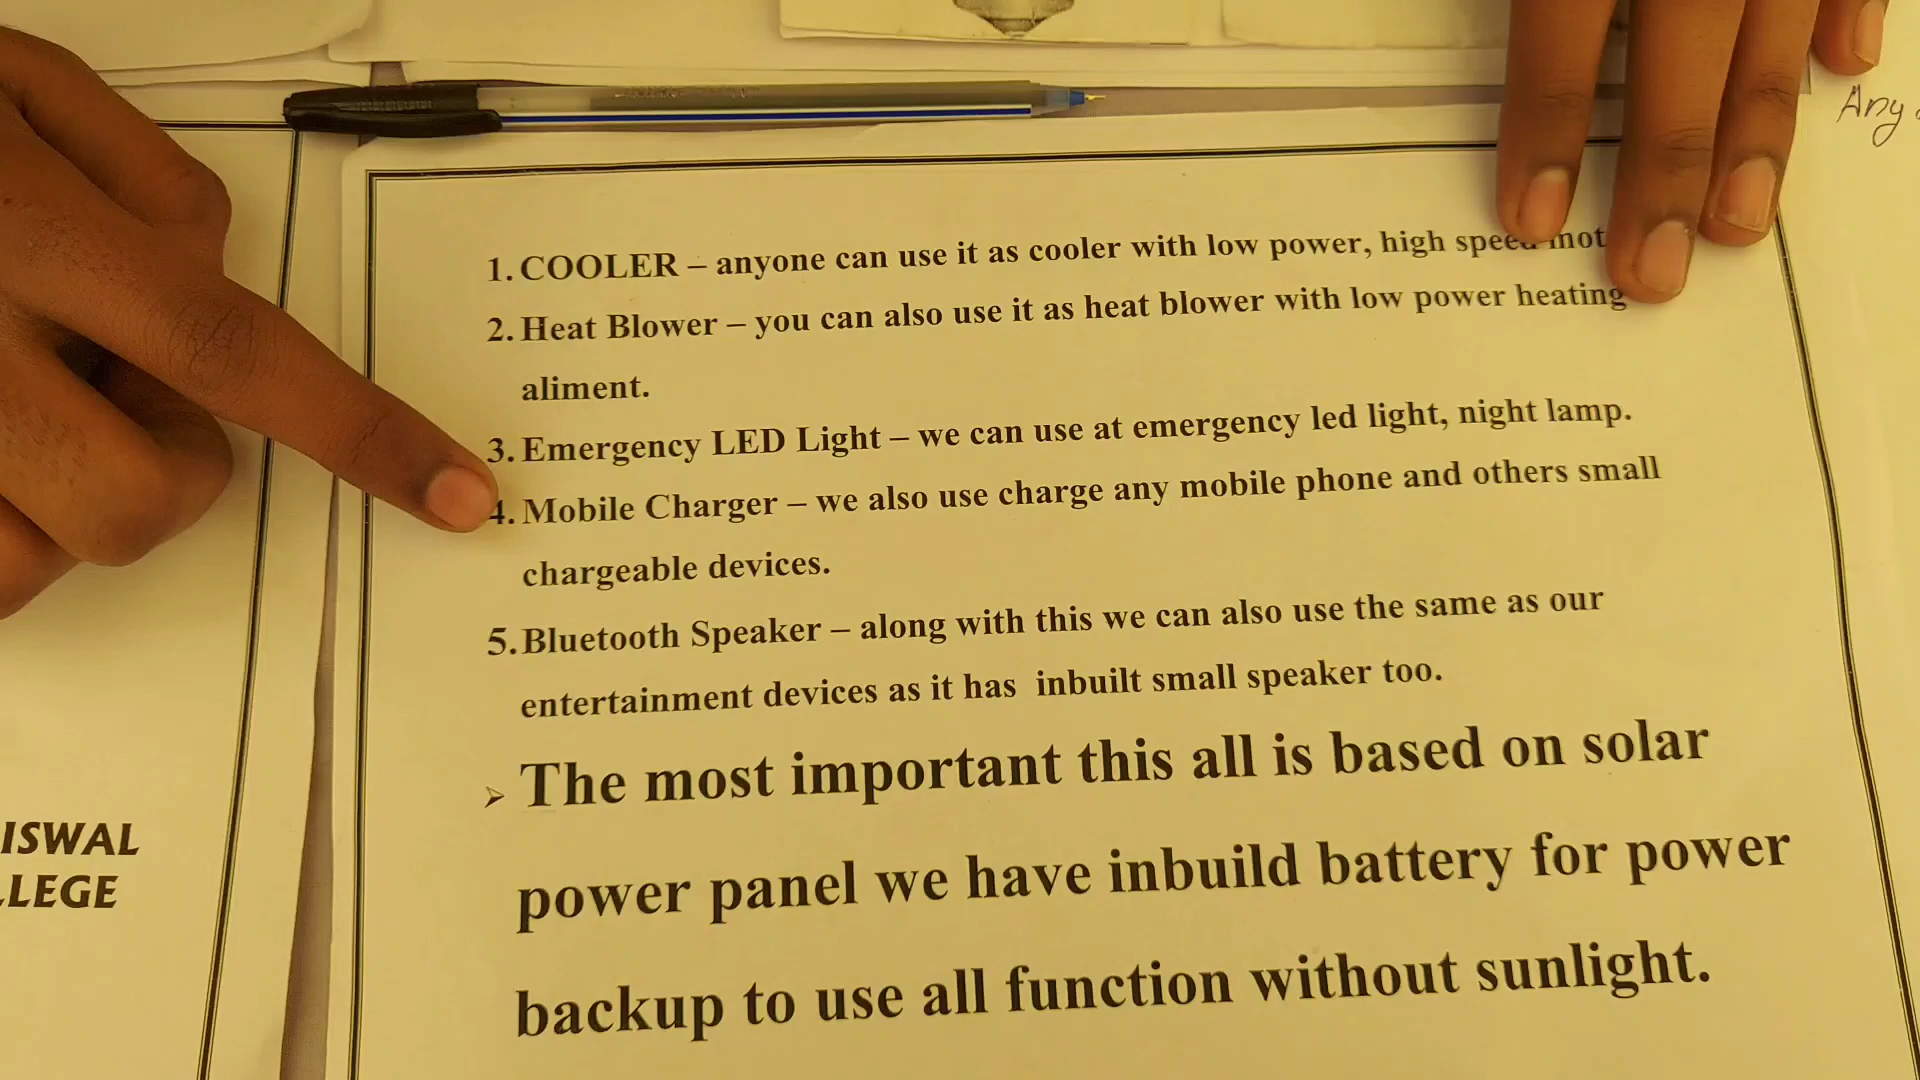 Any
1. COOLER – anyone can use it as cooler with low power, high speed
2. Heat Blower – you can also use it as heat blower with low power heating
aliment.
3. Emergency LED Light – we can use at emergency led light, night lamp.
4. Mobile Charger – we also use charge any mobile phone and others small
chargeable devices.
5. Bluetooth Speaker – along with this we can also use the same as our
entertainment devices as it has inbuilt small speaker too.
➢ The most important this all is based on solar
power panel we have inbuild battery for power
backup to use all function without sunlight.
ISWAL
LLEGE